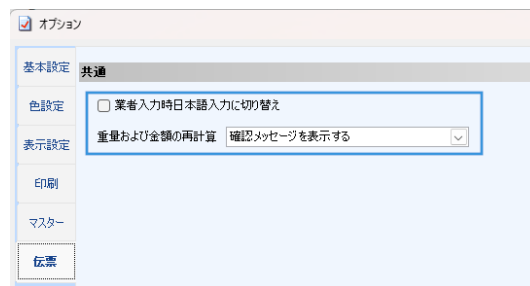 オプション
基本設定
共通
色設定
業者入力時日本語入力に切り替え
表示設定
重量および金額の再計算 確認メッセージを表示する
印刷
マスター
伝票